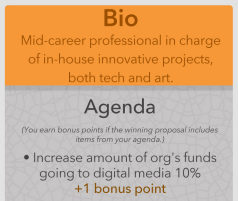 Bio
Mid-career professional in charge
of in-house innovative projects,
both tech and art.
Agenda
(You earn bonus points if the winning proposal includes
items from your agenda.)
• Increase amount of org's funds
going to digital media 10%
+1 bonus point